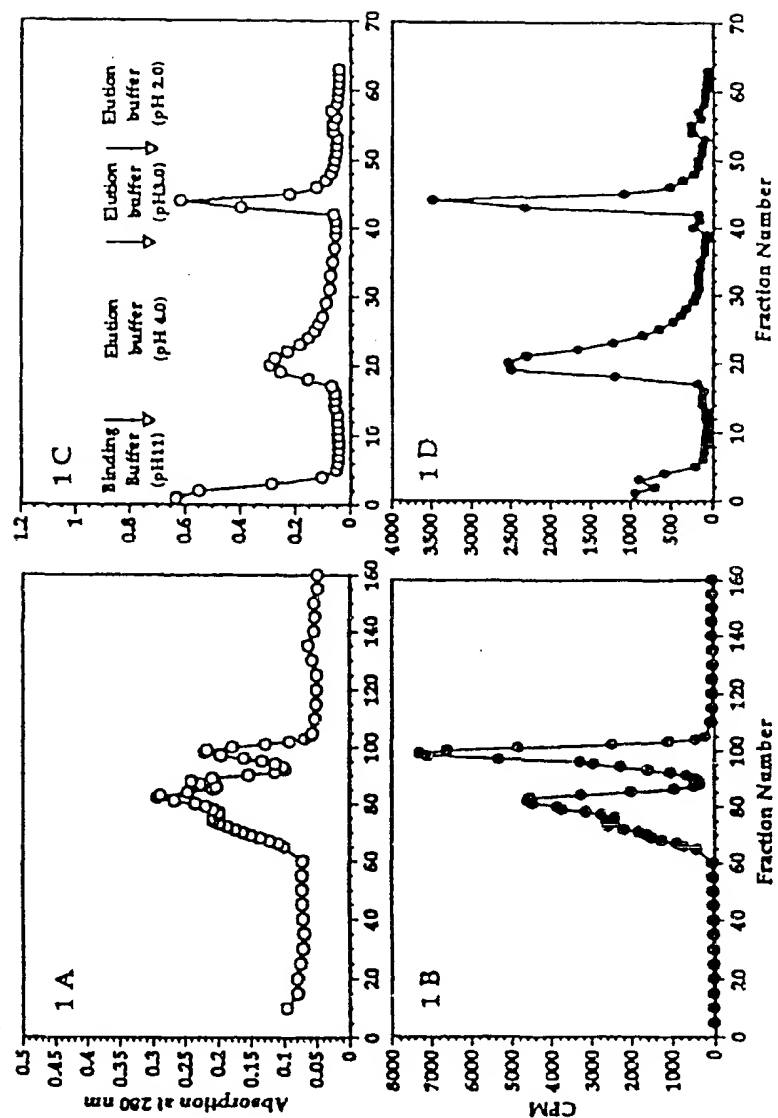 1 A
0.5
0.45
0.4
0.35
0.3
0.25
0.2
0.15
0.1
0.05
Absorption at 280 nm
0 20 40 60 80 100 120 140 160
1 C
Binding Buffer (pH11)
Elution buffer (pH 4.0)
Elution buffer (pH3.0)
Elution buffer (pH 2.0)
1.2
1
0.8
0.6
0.4
0.2
0
0 10 20 30 40 50 60 70
1 B
8000
7000
6000
5000
4000
3000
2000
1000
0
CPM
0 20 40 60 80 100 120 140 160
Fraction Number
1 D
4000
3500
3000
2500
2000
1500
1000
500
0
0 10 20 30 40 50 60 70
Fraction Number